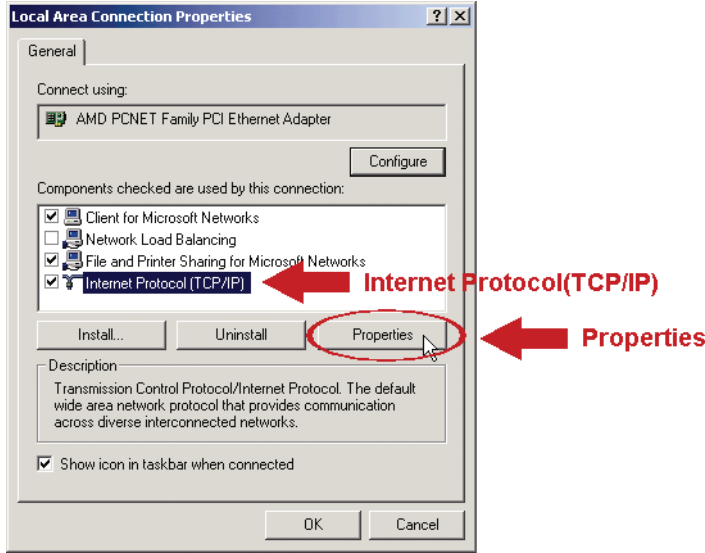 Local Area Connection Properties
General
Connect using:
AMD PCNET Family PCI Ethernet Adapter
Configure
Components checked are used by this connection:
Client for Microsoft Networks
Network Load Balancing
File and Printer Sharing for Microsoft Networks
Internet Protocol (TCP/IP)
Internet Protocol(TCP/IP)
Install...
Uninstall
Properties
Properties
Description
Transmission Control Protocol/Internet Protocol. The default
wide area network protocol that provides communication
across diverse interconnected networks.
Show icon in taskbar when connected
OK
Cancel